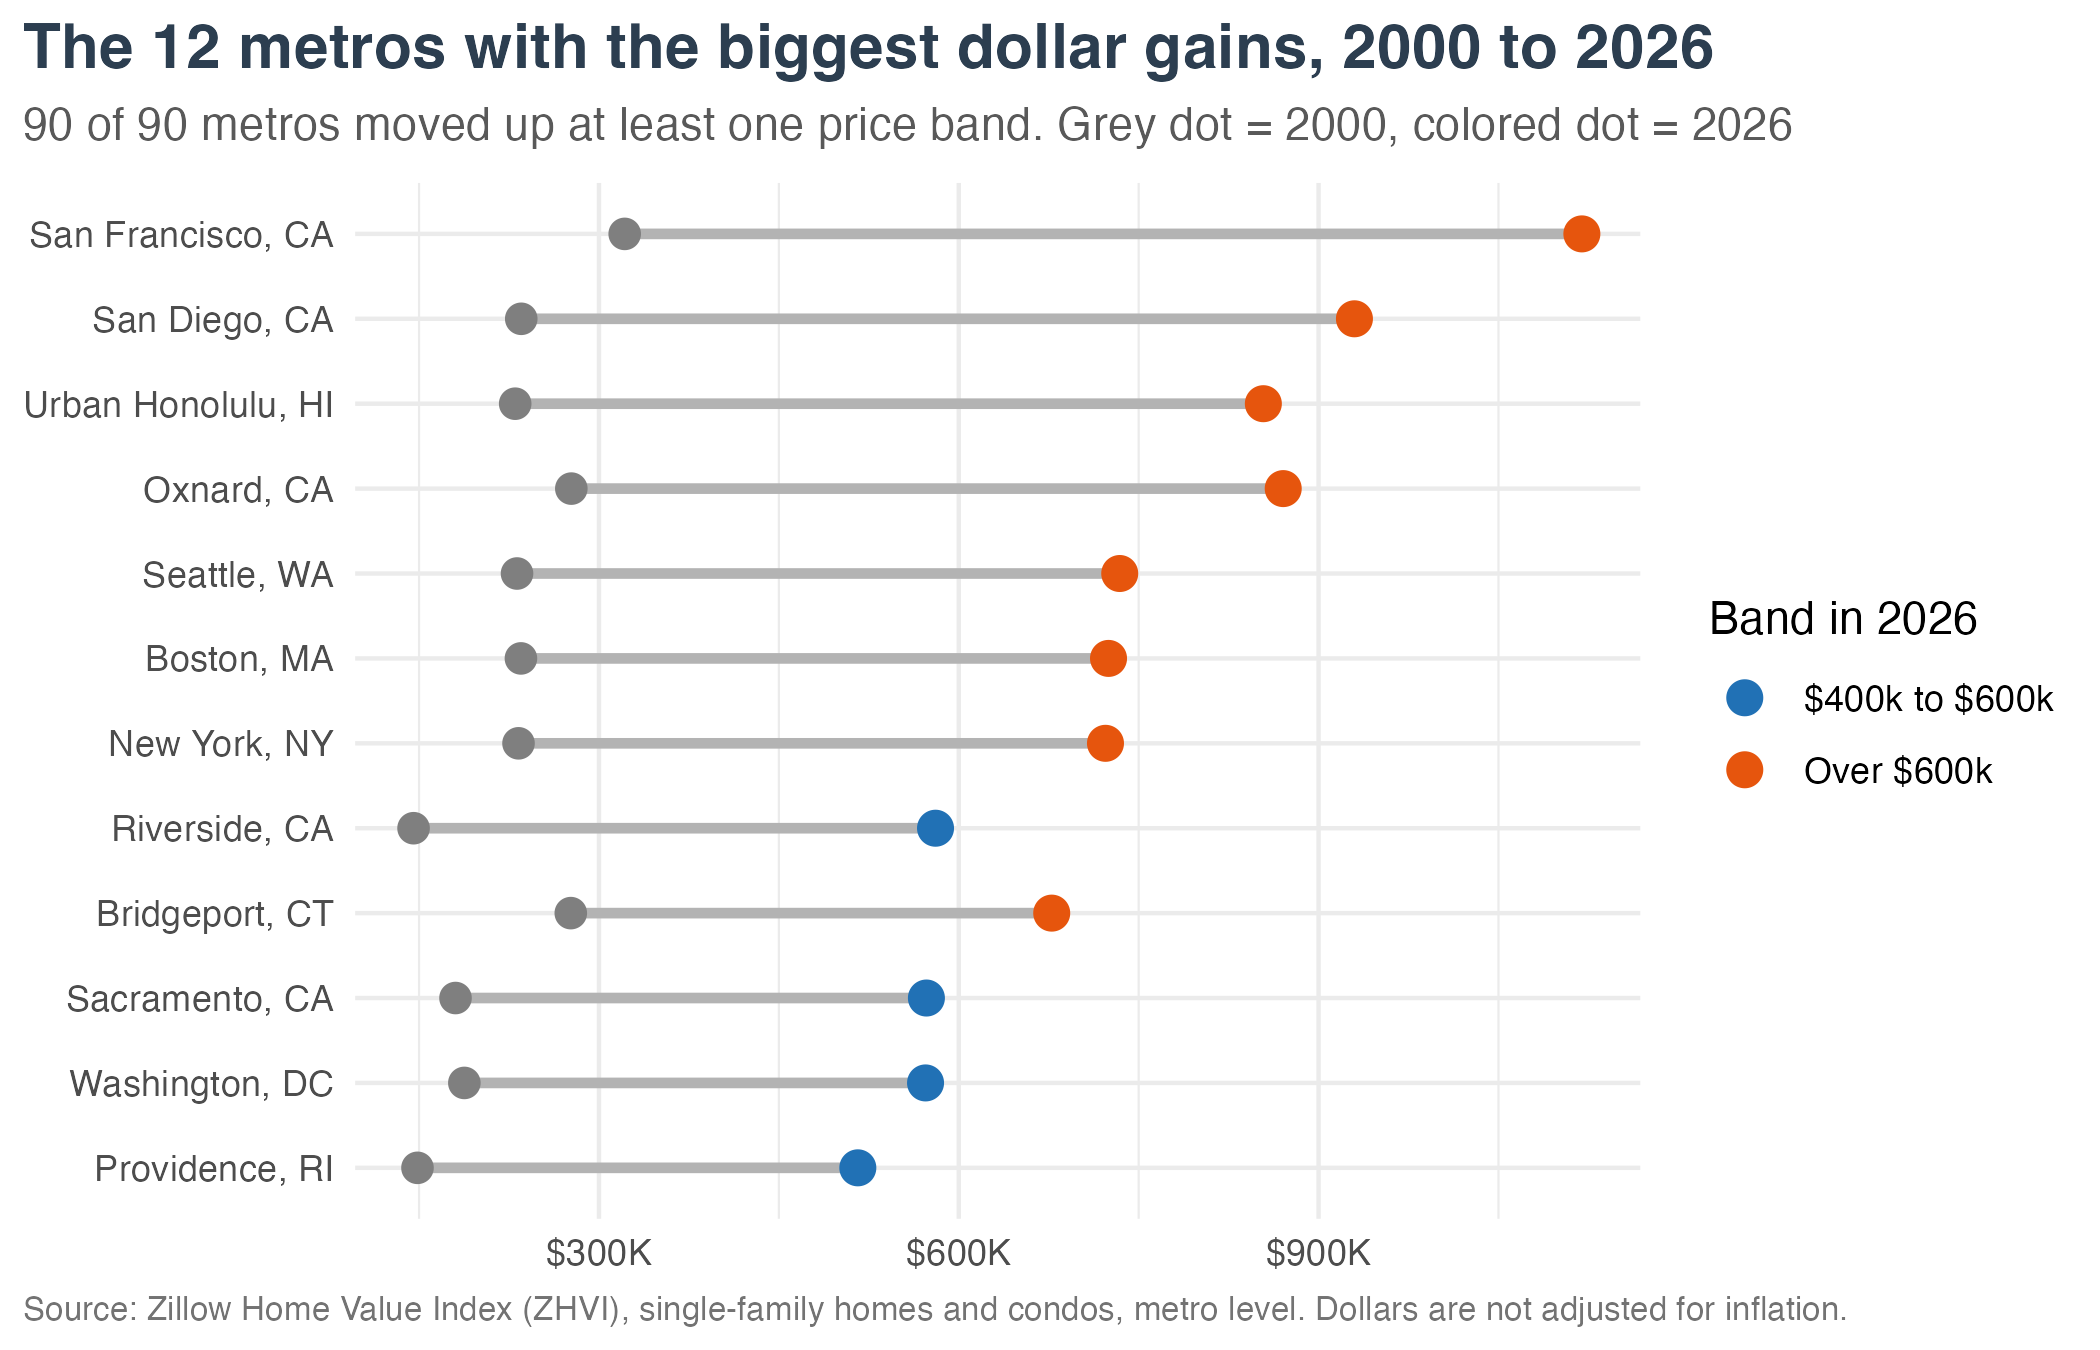 The 12 metros with the biggest dollar gains, 2000 to 2026
90 of 90 metros moved up at least one price band. Grey dot = 2000, colored dot = 2026
San Francisco, CA
San Diego, CA
Urban Honolulu, HI
Oxnard, CA
Seattle, WA
Boston, MA
New York, NY
Riverside, CA
Bridgeport, CT
Sacramento, CA
Washington, DC
Providence, RI
$300K
$600K
$900K
Band in 2026
$400k to $600k
Over $600k
Source: Zillow Home Value Index (ZHVI), single-family homes and condos, metro level. Dollars are not adjusted for inflation.